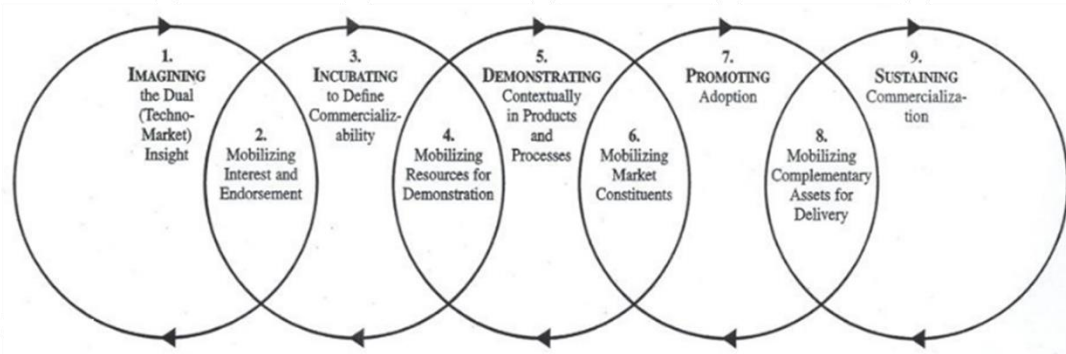 1.
IMAGINING
the Dual
(Techno-
Market)
Insight
2.
Mobilizing
Interest and
Endorsement
3.
INCUBATING
to Define
Commercializ-
ability
4.
Mobilizing
Resources for
Demonstration
5.
DEMONSTRATING
Contextually
in Products
and
Processes
6.
Mobilizing
Market
Constituents
7.
PROMOTING
Adoption
8.
Mobilizing
Complementary
Assets for
Delivery
9.
SUSTAINING
Commercializa-
tion